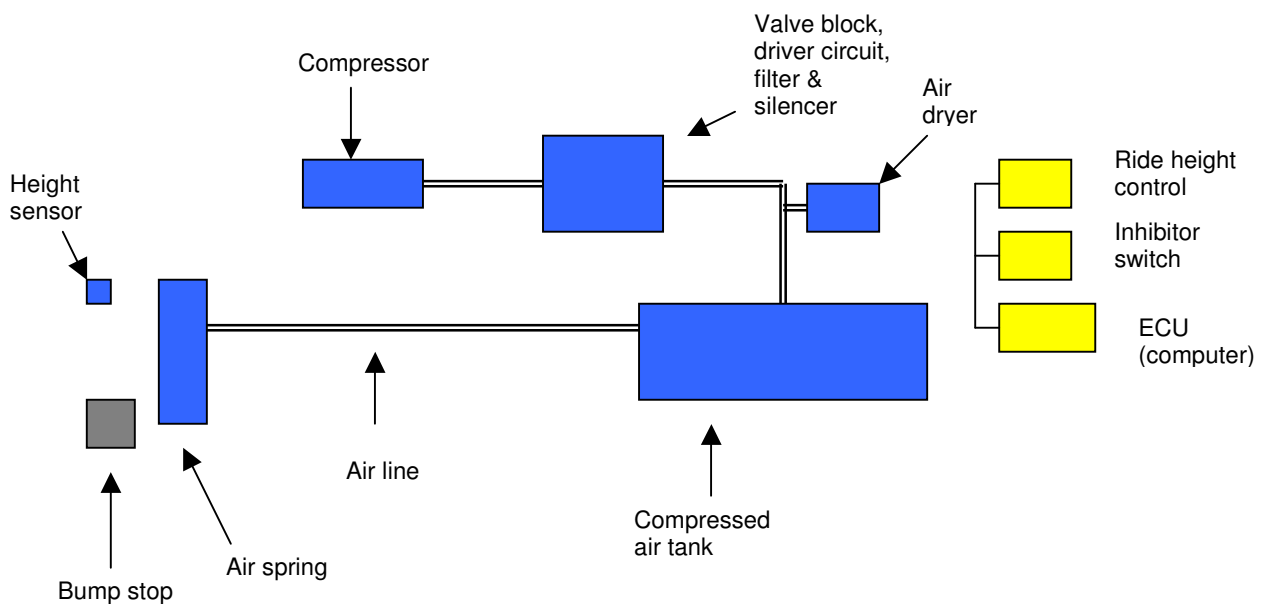 Valve block,
driver circuit,
filter &
silencer
Compressor
Air
dryer
Ride height
control
Height
sensor
Inhibitor
switch
ECU
(computer)
Air line
Compressed
air tank
Air spring
Bump stop